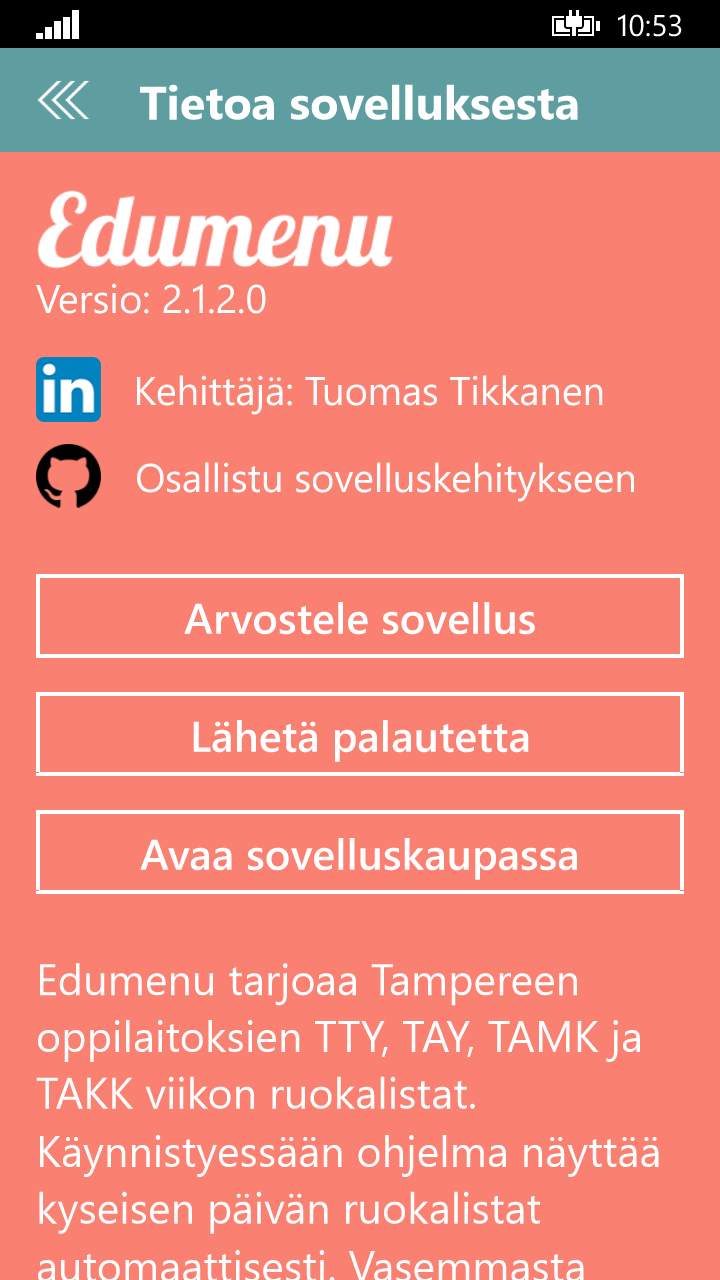 10:53
Tietoa sovelluksesta
Edumenu
Versio: 2.1.2.0
in Kehittäjä: Tuomas Tikkanen
Osallistu sovelluskehitykseen
Arvostele sovellus
Lähetä palautetta
Avaa sovelluskaupassa
Edumenu tarjoaa Tampereen
oppilaitoksien TTY, TAY, TAMK ja
TAKK viikon ruokalistat.
Käynnistyessään ohjelma näyttää
kyseisen päivän ruokalistat
automaattisesti. Vasemmasta